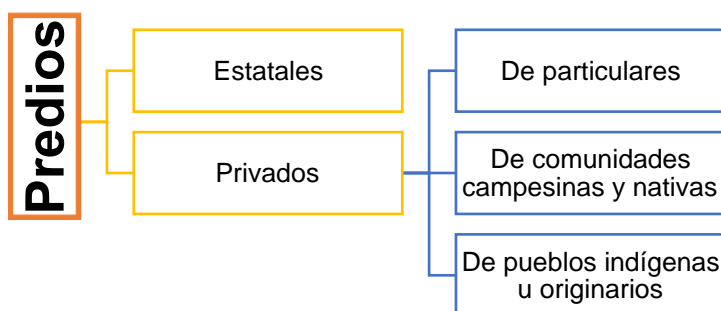 Predios
Estatales
Privados
De particulares
De comunidades
campesinas y nativas
De pueblos indígenas
u originarios